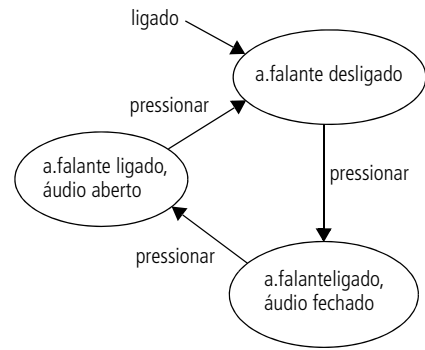 ligado
a.falante desligado
pressionar
a.falante ligado,
áudio aberto
pressionar
pressionar
a.falanteligado,
áudio fechado